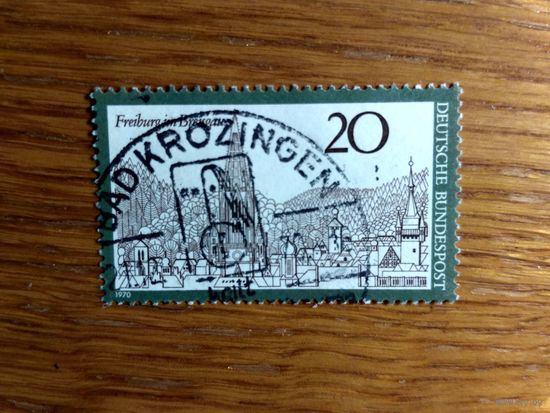 Freiburg im Breisgau
20
DEUTSCHE BUNDESPOST
BAD KROZINGEN
1970